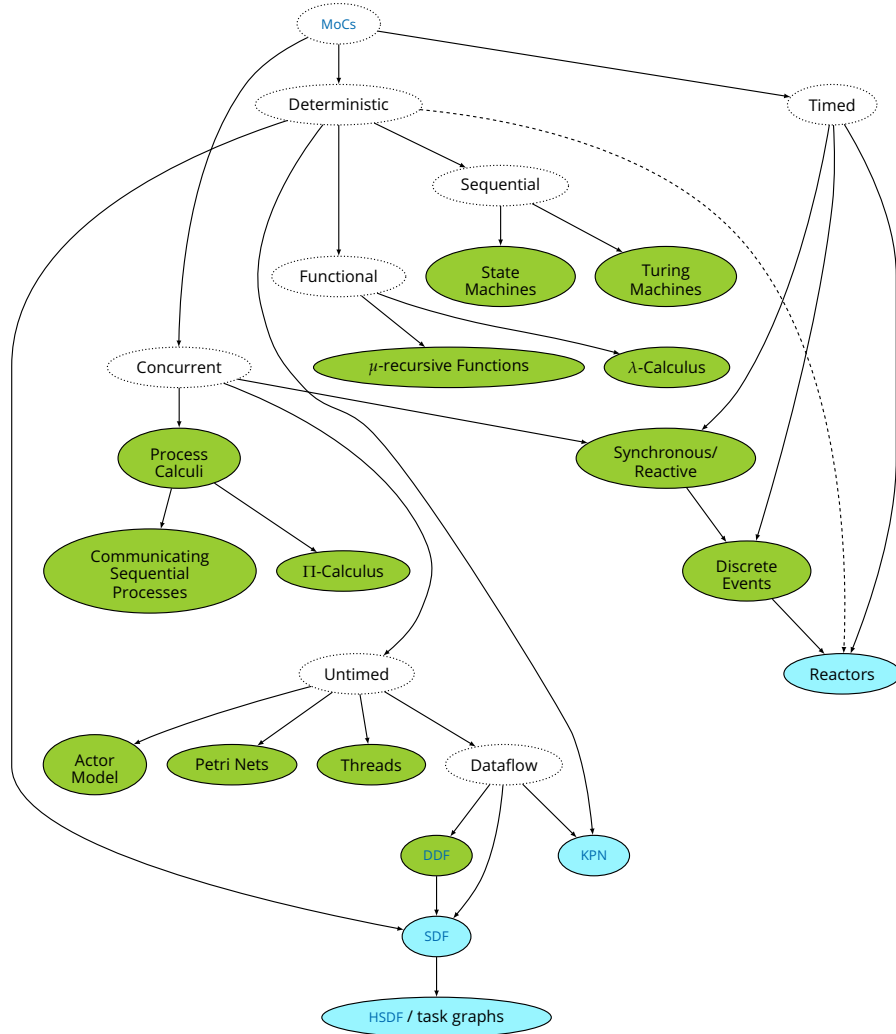 MoCs
Deterministic
Timed
Sequential
Functional
State
Machines
Turing
Machines
Concurrent
μ-recursive Functions
λ-Calculus
Process
Calculi
Synchronous/
Reactive
Communicating
Sequential
Processes
Π-Calculus
Discrete
Events
Untimed
Reactors
Actor
Model
Petri Nets
Threads
Dataflow
DDF
KPN
SDF
HSDF / task graphs